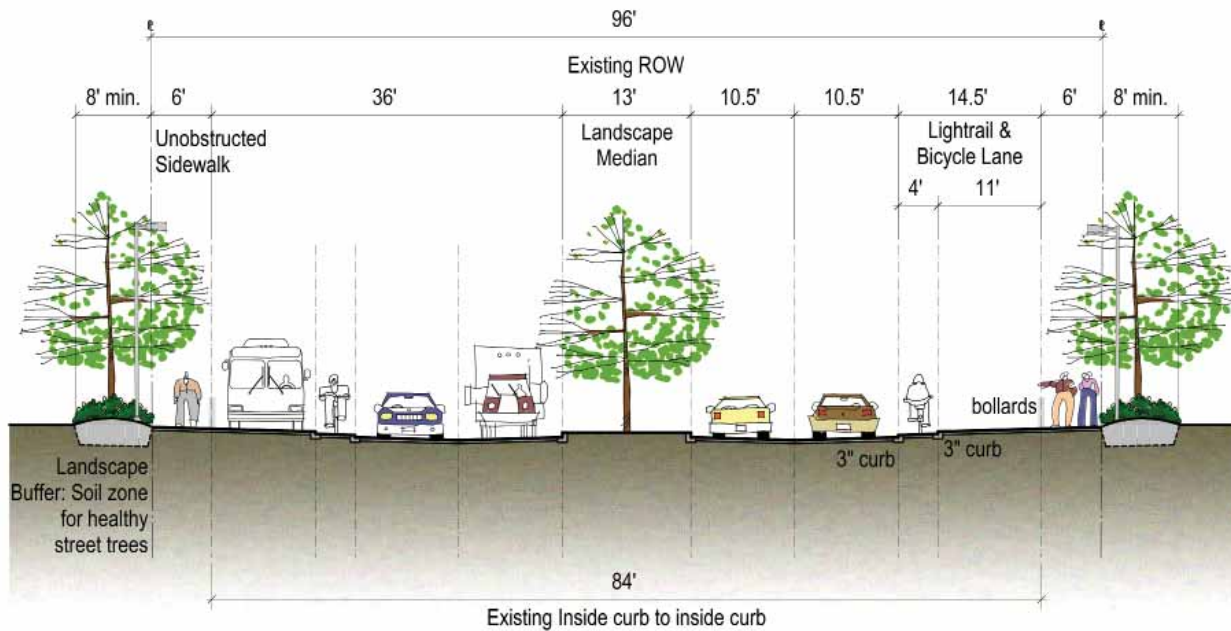 96'
Existing ROW
8' min. 6' 36' 13' 10.5' 10.5' 14.5' 6' 8' min.
Unobstructed
Sidewalk
Landscape
Median
Lightrail &
Bicycle Lane
4' 11'
bollards
3" curb
3" curb
Landscape
Buffer: Soil zone
for healthy
street trees
84'
Existing Inside curb to inside curb